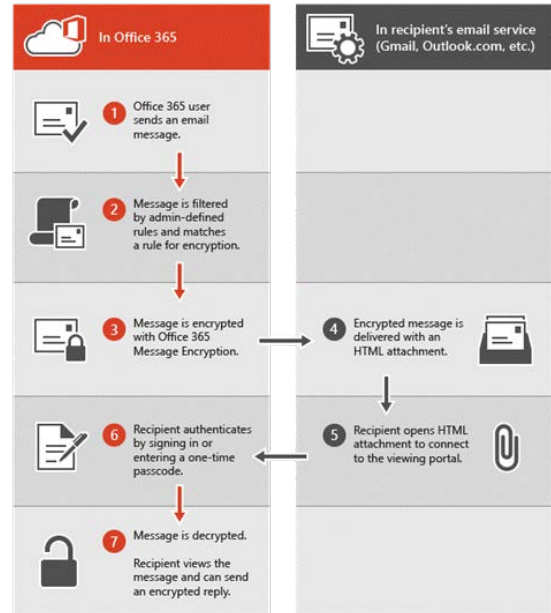 In Office 365
In recipient's email service
(Gmail, Outlook.com, etc.)
1
Office 365 user
sends an email
message.
2
Message is filtered
by admin-defined
rules and matches
a rule for encryption.
3
Message is encrypted
with Office 365
Message Encryption.
4
Encrypted message is
delivered with an
HTML attachment.
5
Recipient opens HTML
attachment to connect
to the viewing portal.
6
Recipient authenticates
by signing in or
entering a one-time
passcode.
7
Message is decrypted.
Recipient views the
message and can send
an encrypted reply.